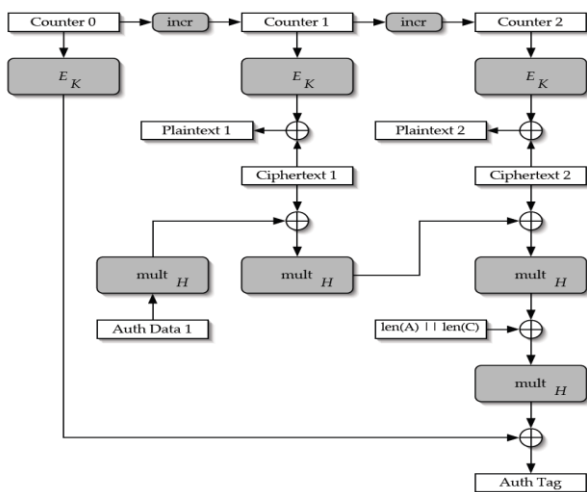 Counter 0 incr Counter 1 incr Counter 2
E K E K E K
Plaintext 1 Plaintext 2
Ciphertext 1 Ciphertext 2
mult H mult H mult H
Auth Data 1 len(A) || len(C)
mult H
Auth Tag